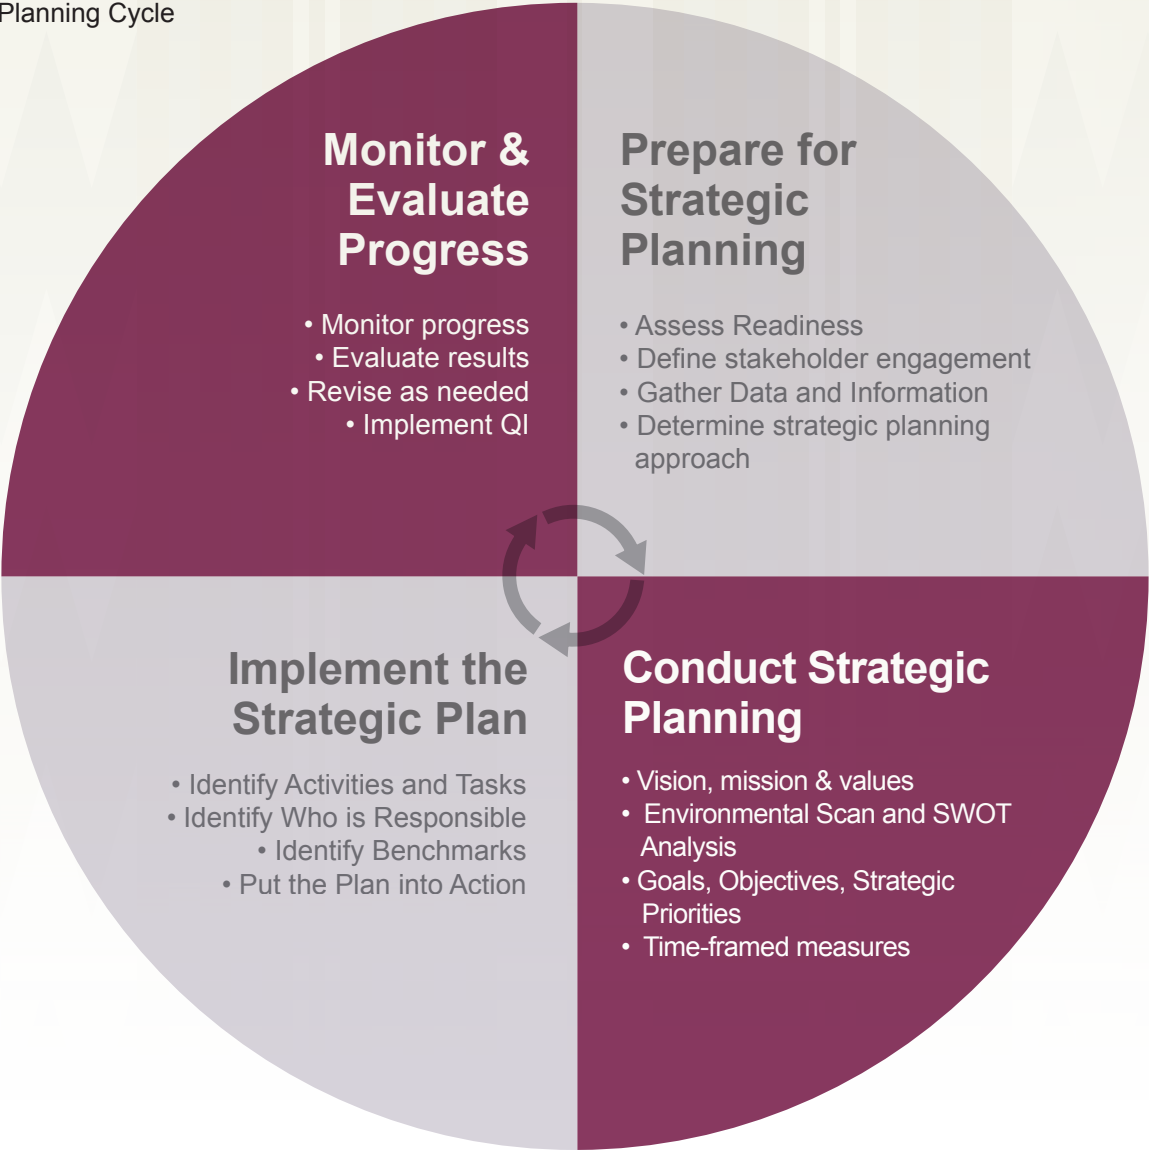 Planning Cycle
Monitor &
Evaluate
Progress
• Monitor progress
• Evaluate results
• Revise as needed
• Implement QI
Prepare for
Strategic
Planning
• Assess Readiness
• Define stakeholder engagement
• Gather Data and Information
• Determine strategic planning
approach
Implement the
Strategic Plan
• Identify Activities and Tasks
• Identify Who is Responsible
• Identify Benchmarks
• Put the Plan into Action
Conduct Strategic
Planning
• Vision, mission & values
• Environmental Scan and SWOT
Analysis
• Goals, Objectives, Strategic
Priorities
• Time-framed measures